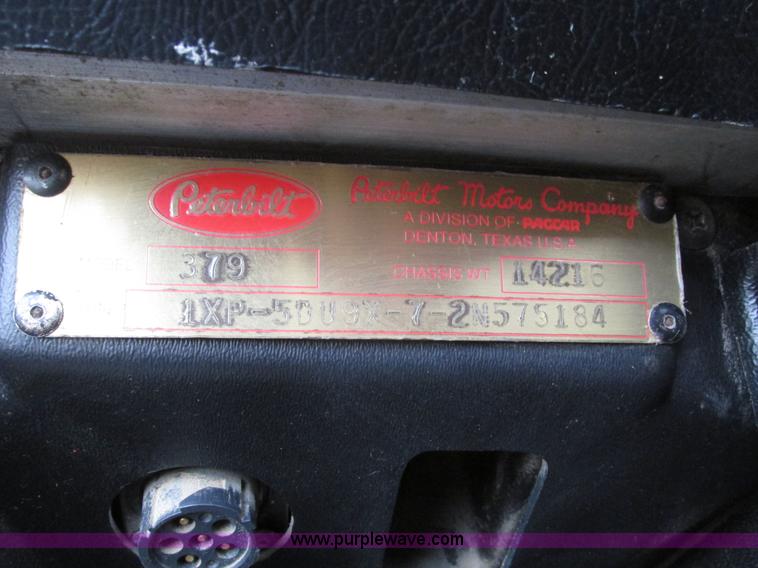 Peterbilt
Peterbilt Motors Company
A DIVISION OF PACCAR
DENTON, TEXAS U.S.A.
379
CHASSIS WT 14216
1XP-5DU9X-7-2N575184
www.purplewave.com